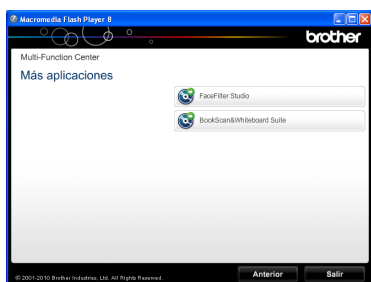 Macromedia Flash Player 8
brother
Multi-Function Center
Más aplicaciones
FaceFilter Studio
BookScan&Whiteboard Suite
© 2001-2010 Brother Industries, Ltd. All Rights Reserved.
Anterior
Salir